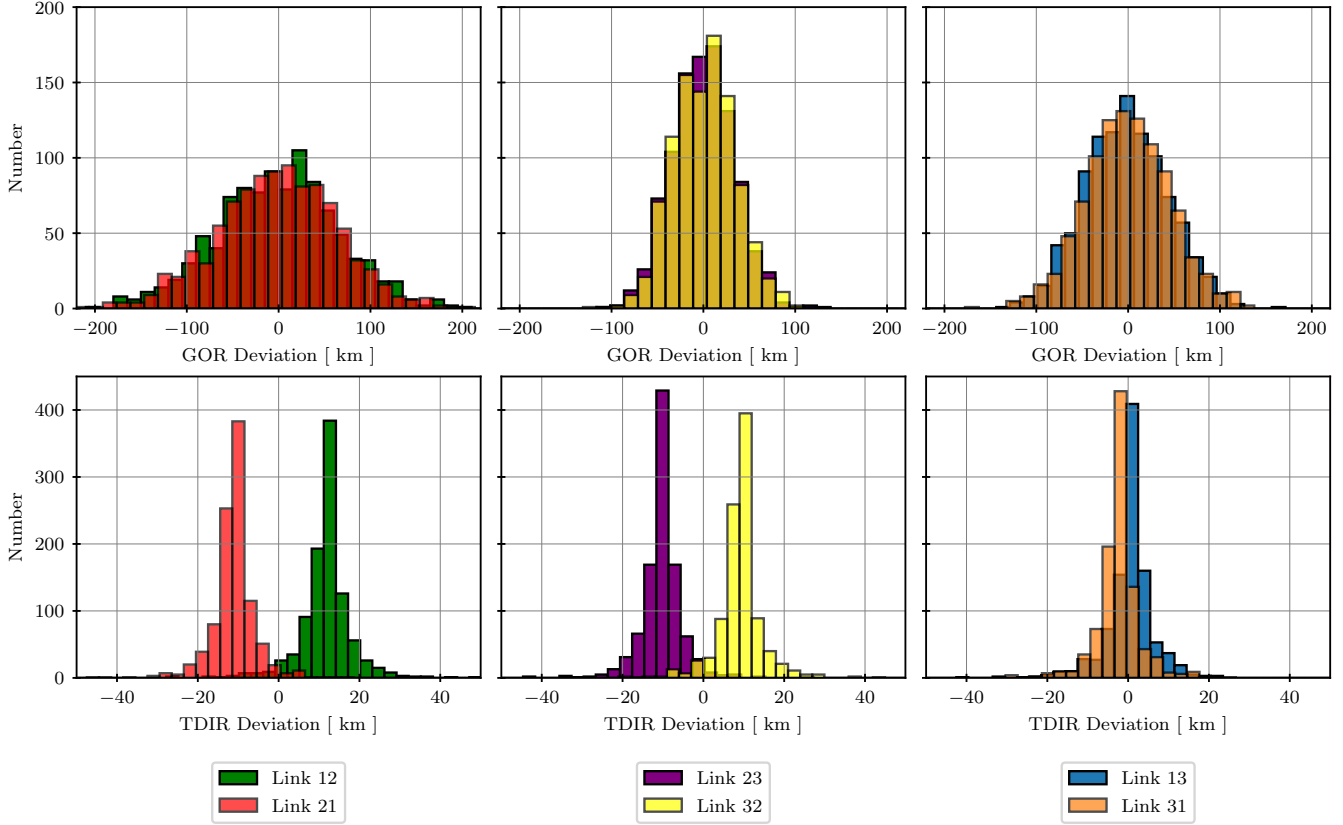 200
150
100
50
0
Number
−200 −100 0 100 200
−200 −100 0 100 200
−200 −100 0 100 200
GOR Deviation [ km ]
GOR Deviation [ km ]
GOR Deviation [ km ]
400
300
200
100
0
Number
−40 −20 0 20 40
−40 −20 0 20 40
−40 −20 0 20 40
TDIR Deviation [ km ]
TDIR Deviation [ km ]
TDIR Deviation [ km ]
Link 12
Link 21
Link 23
Link 32
Link 13
Link 31